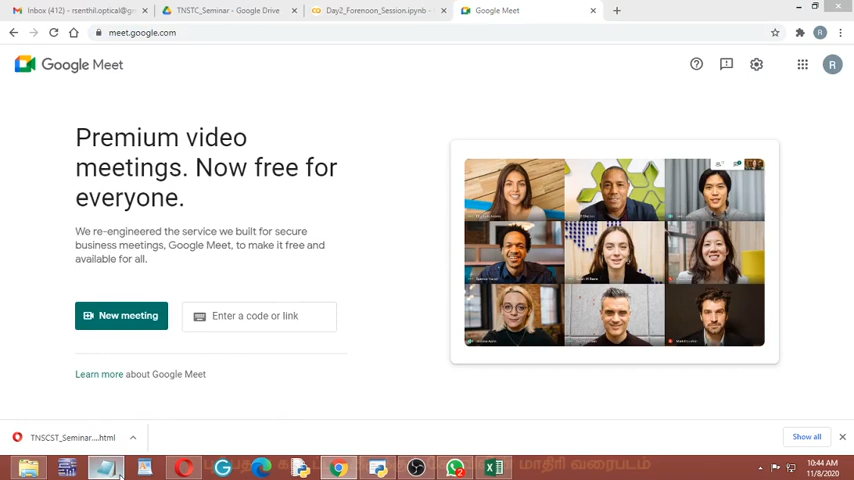 Inbox (412) - rsenthil.optical@gm
TNSTC_Seminar - Google Drive
Day2_Forenoon_Session.ipynb -
Google Meet
meet.google.com
Google Meet
R
R
Premium video
meetings. Now free for
everyone.
We re-engineered the service we built for secure
business meetings, Google Meet, to make it free and
available for all.
New meeting
Enter a code or link
Learn more about Google Meet
TNSCST_Seminar....html
Show all
மாதிரி வரைபடம்
10:44 AM
11/8/2020